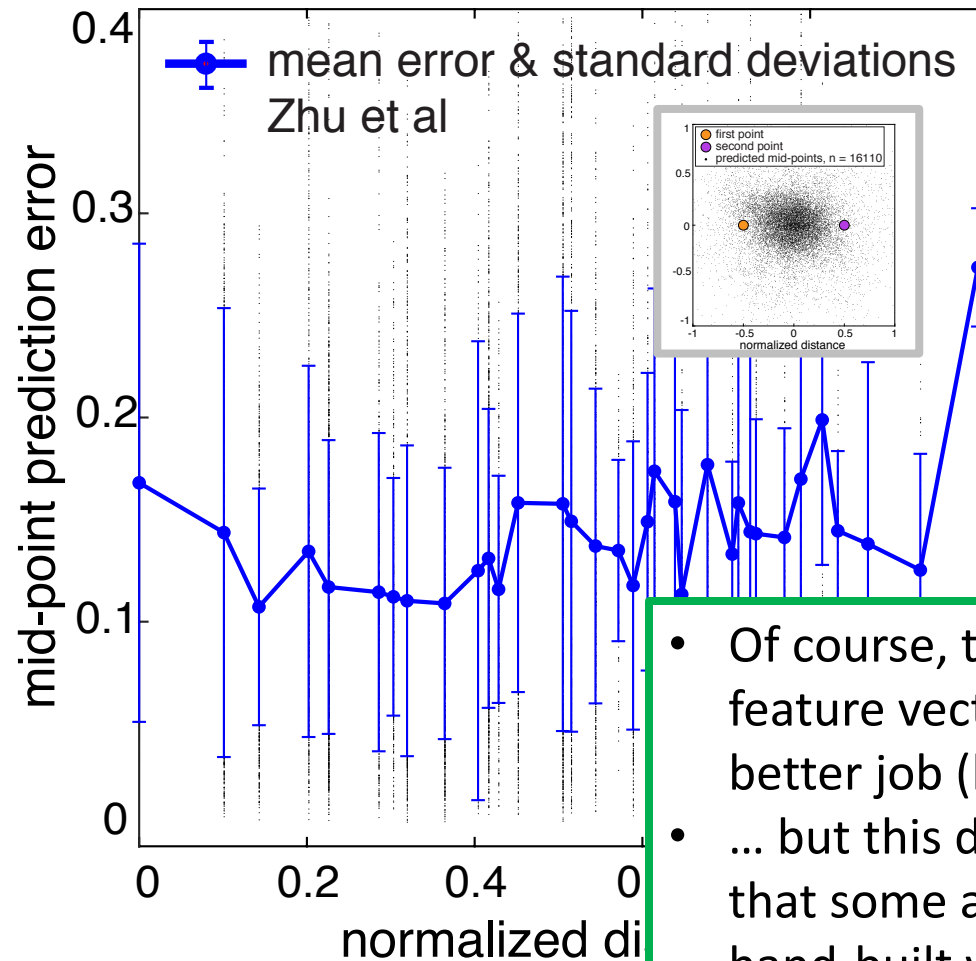 0.4
mean error & standard deviations
Zhu et al
1
first point
second point
predicted mid-points, n = 16110
0.5
0
-0.5
-1
-1 -0.5 0 0.5 1
normalized distance
0.3
0.2
0.1
0
mid-point prediction error
0 0.2 0.4
normalized
• Of course,
feature
better job
• … but this
that some
hand-built